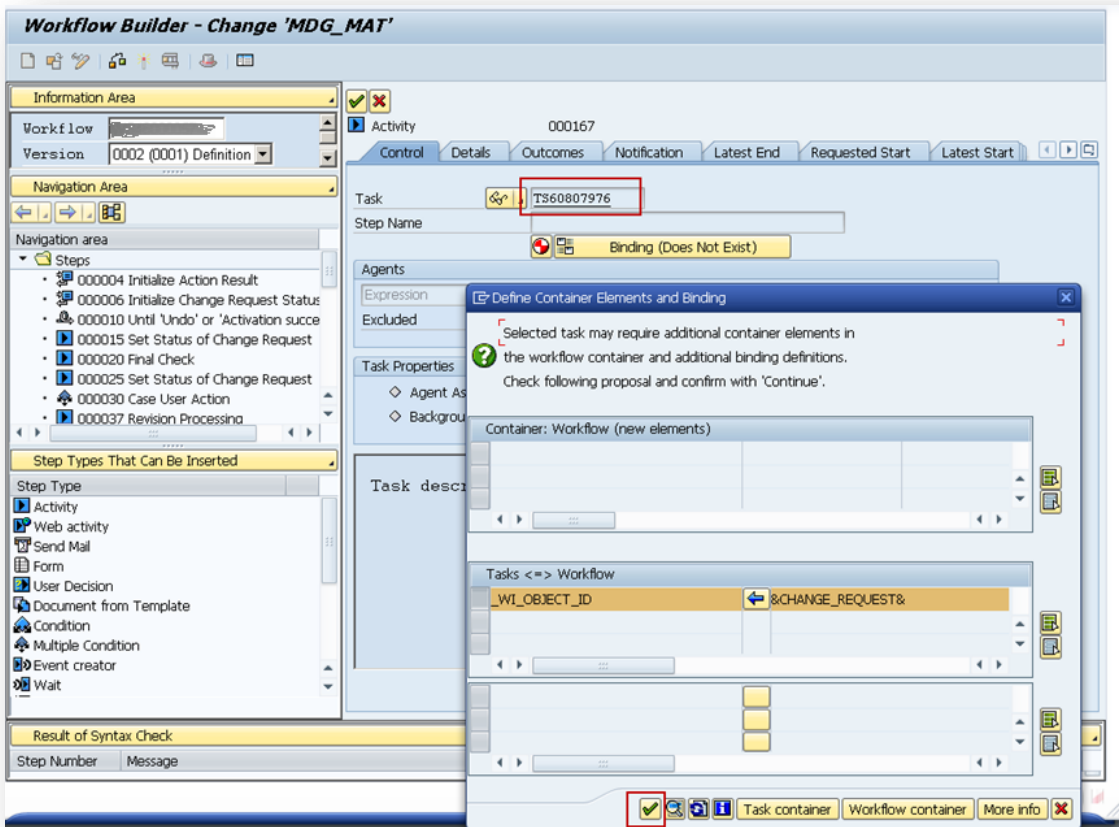 Workflow Builder - Change 'MDG_MAT'
Information Area
Workflow
Version 0002 (0001) Definition
Navigation Area
Navigation area
Steps
000004 Initialize Action Result
000006 Initialize Change Request Status
000010 Until 'Undo' or 'Activation succe
000015 Set Status of Change Request
000020 Final Check
000025 Set Status of Change Request
000030 Case User Action
000037 Revision Processing
Step Types That Can Be Inserted
Step Type
Activity
Web activity
Send Mail
Form
User Decision
Document from Template
Condition
Multiple Condition
Event creator
Wait
Activity 000167
Control Details Outcomes Notification Latest End Requested Start Latest Start
Task TS60807976
Step Name
Binding (Does Not Exist)
Agents
Expression
Excluded
Task Properties
Agent As
Backgrou
Task descr
Define Container Elements and Binding
Selected task may require additional container elements in
the workflow container and additional binding definitions.
Check following proposal and confirm with 'Continue'.
Container: Workflow (new elements)
Tasks <=> Workflow
_WI_OBJECT_ID &CHANGE_REQUEST&
Task container Workflow container More info
Result of Syntax Check
Step Number Message